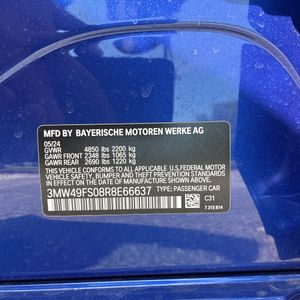 MFD BY BAYERISCHE MOTOREN WERKE AG
05/24
GVWR 4850 lbs 2200 kg
GAWR FRONT 2348 lbs 1065 kg
GAWR REAR 2690 lbs 1220 kg
THIS VEHICLE CONFORMS TO ALL APPLICABLE U.S. FEDERAL MOTOR
VEHICLE SAFETY, BUMPER, AND THEFT PREVENTION STANDARDS
IN EFFECT ON THE DATE OF MANUFACTURE SHOWN ABOVE.
3MW49FS08R8E66637 TYPE: PASSENGER CAR
C31
7 315 614